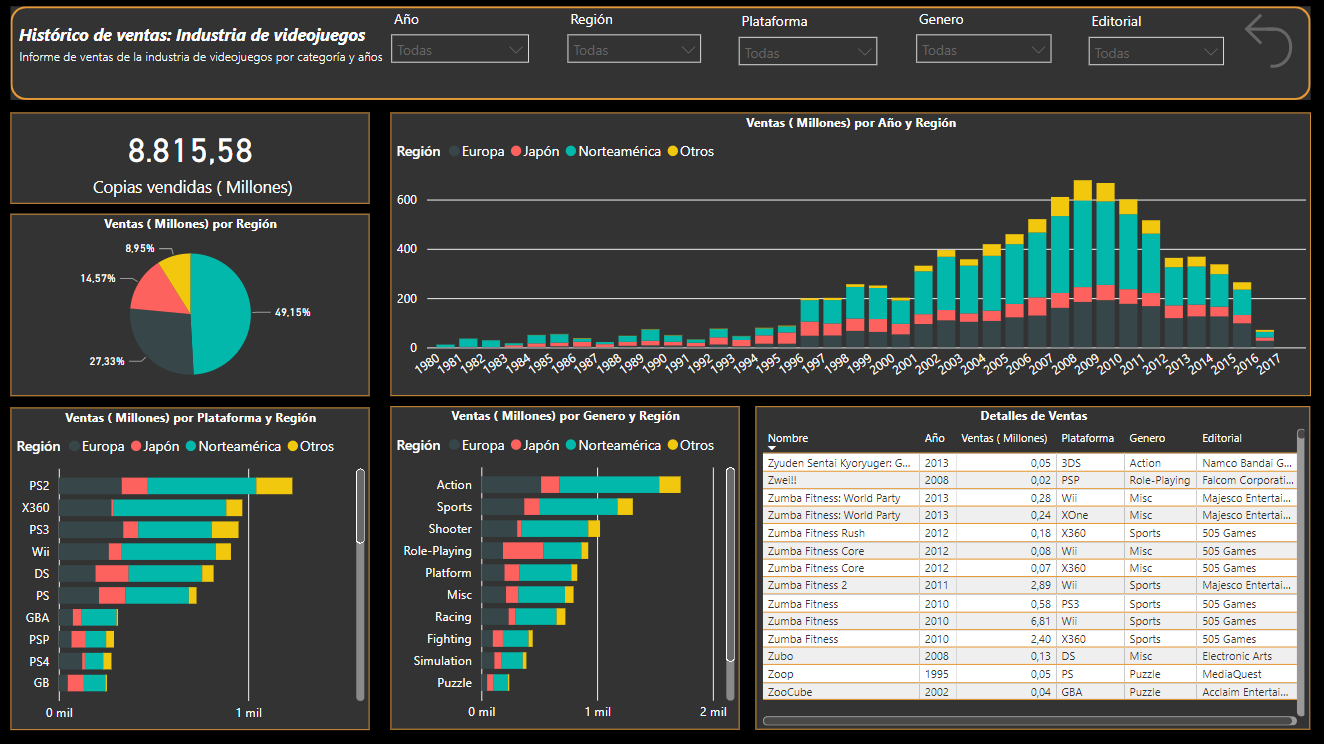 Histórico de ventas: Industria de videojuegos
Informe de ventas de la industria de videojuegos por categoría y años
Año
Todas
Región
Todas
Plataforma
Todas
Genero
Todas
Editorial
Todas
8.815,58
Copias vendidas ( Millones)
Ventas ( Millones) por Región
8,95%
14,57%
49,15%
27,33%
Ventas ( Millones) por Año y Región
Región Europa Japón Norteamérica Otros
600
400
200
0
1980 1981 1982 1983 1984 1985 1986 1987 1988 1989 1990 1991 1992 1993 1994 1995 1996 1997 1998 1999 2000 2001 2002 2003 2004 2005 2006 2007 2008 2009 2010 2011 2012 2013 2014 2015 2016 2017
Ventas ( Millones) por Plataforma y Región
Región Europa Japón Norteamérica Otros
PS2
X360
PS3
Wii
DS
PS
GBA
PSP
PS4
GB
0 mil 1 mil
Ventas ( Millones) por Genero y Región
Región Europa Japón Norteamérica Otros
Action
Sports
Shooter
Role-Playing
Platform
Misc
Racing
Fighting
Simulation
Puzzle
0 mil 1 mil 2 mil
Detalles de Ventas
Nombre Año Ventas ( Millones) Plataforma Genero Editorial
Zyuden Sentai Kyoryuger: G... 2013 0,05 3DS Action Namco Bandai G...
Zwei!! 2008 0,02 PSP Role-Playing Falcom Corporati...
Zumba Fitness: World Party 2013 0,28 Wii Misc Majesco Entertai...
Zumba Fitness: World Party 2013 0,24 XOne Misc Majesco Entertai...
Zumba Fitness Rush 2012 0,18 X360 Sports 505 Games
Zumba Fitness Core 2012 0,08 Wii Misc 505 Games
Zumba Fitness Core 2012 0,07 X360 Misc 505 Games
Zumba Fitness 2 2011 2,89 Wii Sports Majesco Entertai...
Zumba Fitness 2010 0,58 PS3 Sports 505 Games
Zumba Fitness 2010 6,81 Wii Sports 505 Games
Zumba Fitness 2010 2,40 X360 Sports 505 Games
Zubo 2008 0,13 DS Misc Electronic Arts
Zoop 1995 0,05 PS Puzzle MediaQuest
ZooCube 2002 0,04 GBA Puzzle Acclaim Entertai...